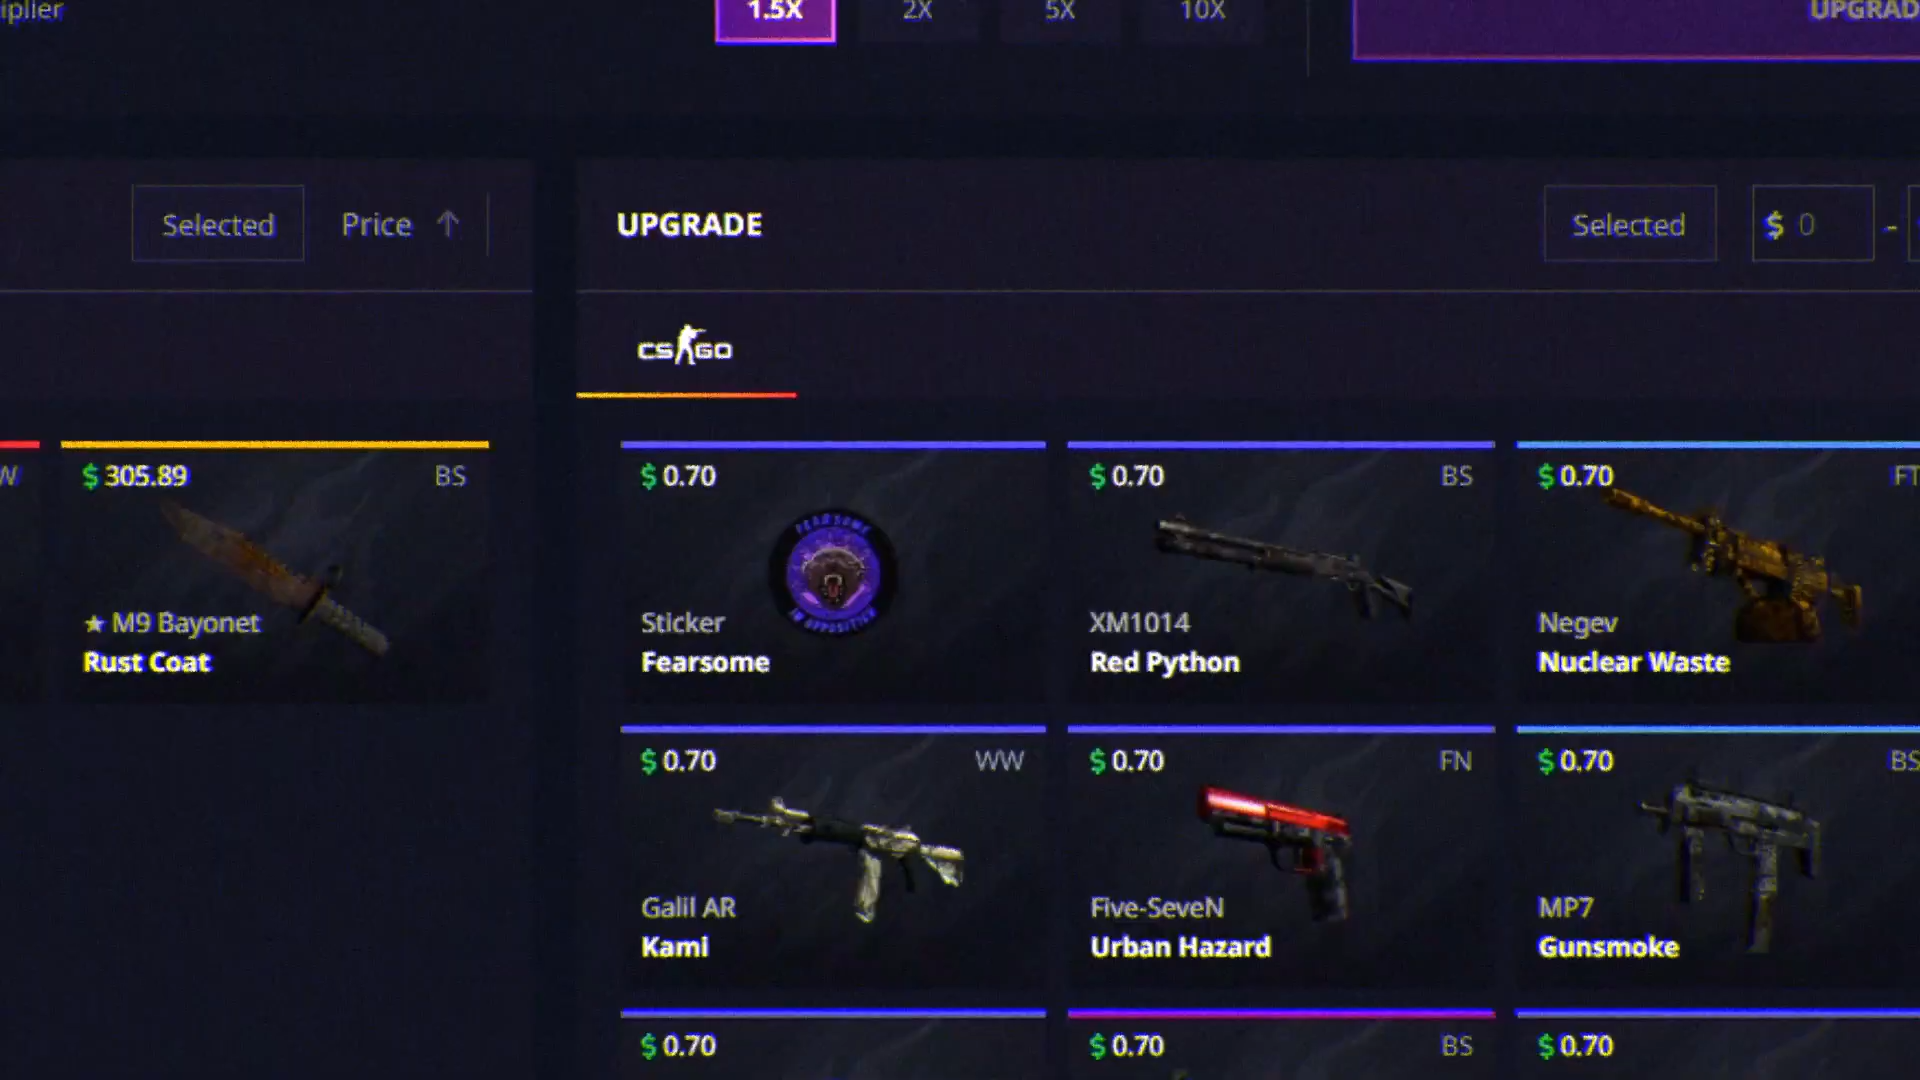 iplier
1.5X
2X
5X
10X
UPGRAD
Selected
Price
UPGRADE
Selected
$ 0
-
CS GO
W
$ 305.89
BS
★ M9 Bayonet
Rust Coat
$ 0.70
FEARSOME
IN OPPOSITION
Sticker
Fearsome
$ 0.70
BS
XM1014
Red Python
$ 0.70
FT
Negev
Nuclear Waste
$ 0.70
WW
Galil AR
Kami
$ 0.70
FN
Five-SeveN
Urban Hazard
$ 0.70
BS
MP7
Gunsmoke
$ 0.70
$ 0.70
BS
$ 0.70